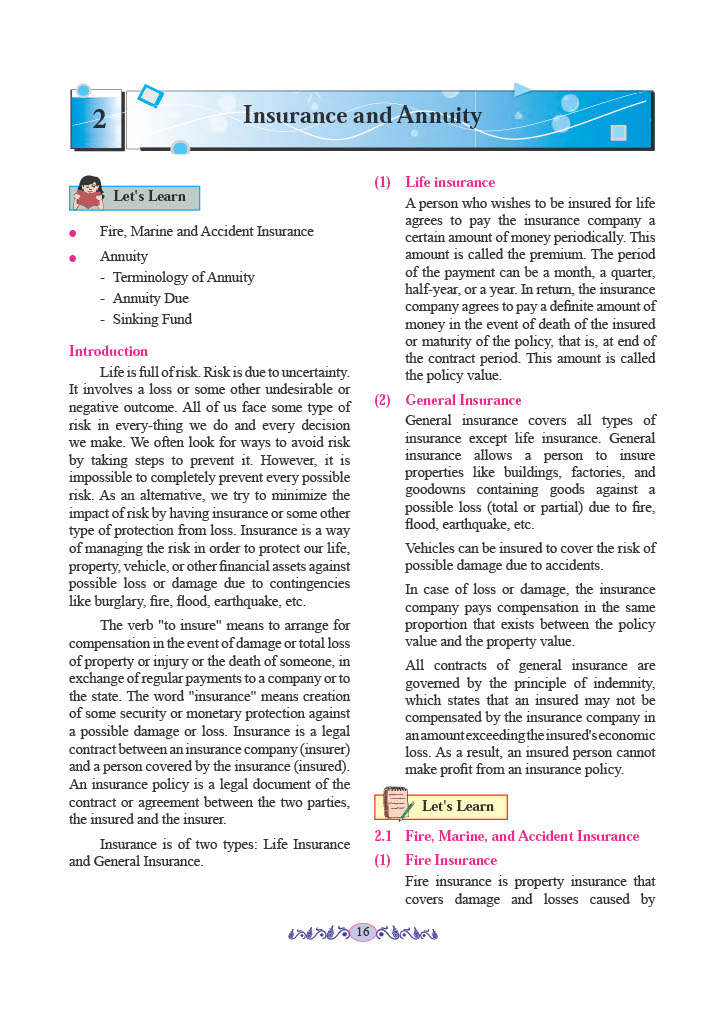 2
Insurance and Annuity
Let's Learn
● Fire, Marine and Accident Insurance
● Annuity
- Terminology of Annuity
- Annuity Due
- Sinking Fund
Introduction
Life is full of risk. Risk is due to uncertainty.
It involves a loss or some other undesirable or
negative outcome. All of us face some type of
risk in every-thing we do and every decision
we make. We often look for ways to avoid risk
by taking steps to prevent it. However, it is
impossible to completely prevent every possible
risk. As an alternative, we try to minimize the
impact of risk by having insurance or some other
type of protection from loss. Insurance is a way
of managing the risk in order to protect our life,
property, vehicle, or other financial assets against
possible loss or damage due to contingencies
like burglary, fire, flood, earthquake, etc.
The verb "to insure" means to arrange for
compensation in the event of damage or total loss
of property or injury or the death of someone, in
exchange of regular payments to a company or to
the state. The word "insurance" means creation
of some security or monetary protection against
a possible damage or loss. Insurance is a legal
contract between an insurance company (insurer)
and a person covered by the insurance (insured).
An insurance policy is a legal document of the
contract or agreement between the two parties,
the insured and the insurer.
Insurance is of two types: Life Insurance
and General Insurance.
(1) Life insurance
A person who wishes to be insured for life
agrees to pay the insurance company a
certain amount of money periodically. This
amount is called the premium. The period
of the payment can be a month, a quarter,
half-year, or a year. In return, the insurance
company agrees to pay a definite amount of
money in the event of death of the insured
or maturity of the policy, that is, at end of
the contract period. This amount is called
the policy value.
(2) General Insurance
General insurance covers all types of
insurance except life insurance. General
insurance allows a person to insure
properties like buildings, factories, and
goodowns containing goods against a
possible loss (total or partial) due to fire,
flood, earthquake, etc.
Vehicles can be insured to cover the risk of
possible damage due to accidents.
In case of loss or damage, the insurance
company pays compensation in the same
proportion that exists between the policy
value and the property value.
All contracts of general insurance are
governed by the principle of indemnity,
which states that an insured may not be
compensated by the insurance company in
an amount exceeding the insured's economic
loss. As a result, an insured person cannot
make profit from an insurance policy.
Let's Learn
2.1 Fire, Marine, and Accident Insurance
(1) Fire Insurance
Fire insurance is property insurance that
covers damage and losses caused by
16